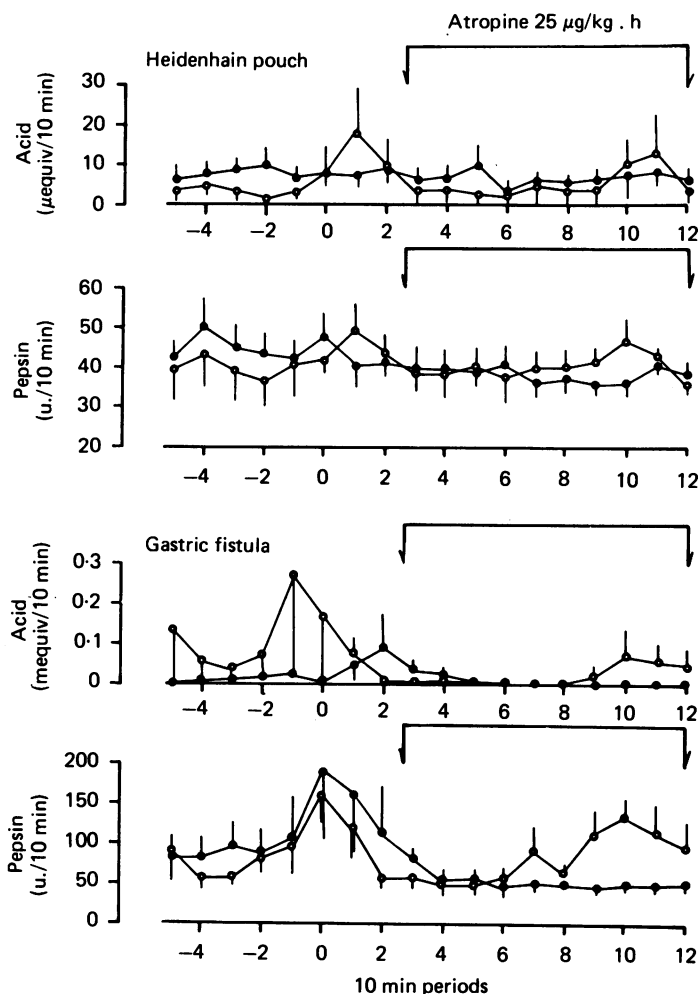 Atropine 25 µg/kg . h
Heidenhain pouch
Acid
(µequiv/10 min)
30
20
10
0
−4 −2 0 2 4 6 8 10 12
Pepsin
(u./10 min)
60
50
40
30
20
−4 −2 0 2 4 6 8 10 12
Gastric fistula
Acid
(mequiv/10 min)
0·3
0·2
0·1
0
−4 −2 0 2 4 6 8 10 12
Pepsin
(u./10 min)
200
150
100
50
0
−4 −2 0 2 4 6 8 10 12
10 min periods